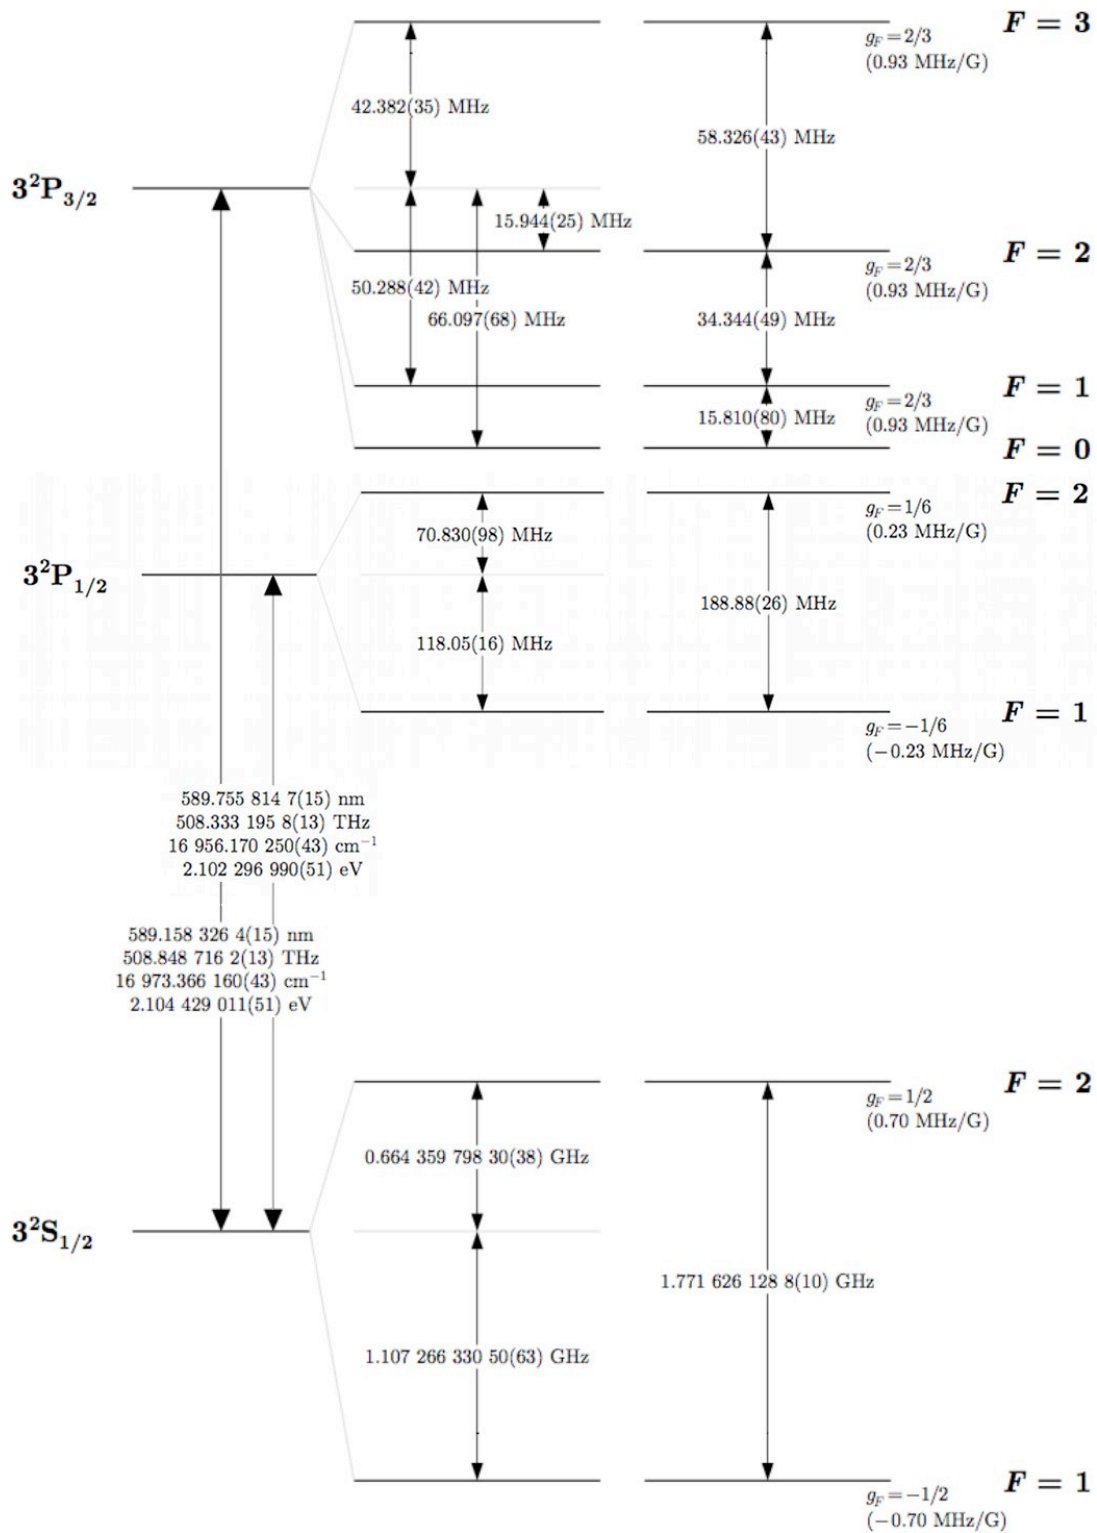 F = 3
g_F = 2/3
(0.93 MHz/G)
42.382(35) MHz
58.326(43) MHz
3²P₃/₂
15.944(25) MHz
F = 2
g_F = 2/3
(0.93 MHz/G)
50.288(42) MHz
66.097(68) MHz
34.344(49) MHz
F = 1
g_F = 2/3
(0.93 MHz/G)
15.810(80) MHz
F = 0
F = 2
g_F = 1/6
(0.23 MHz/G)
70.830(98) MHz
3²P₁/₂
188.88(26) MHz
118.05(16) MHz
F = 1
g_F = −1/6
(−0.23 MHz/G)
589.755 814 7(15) nm
508.333 195 8(13) THz
16 956.170 250(43) cm⁻¹
2.102 296 990(51) eV
589.158 326 4(15) nm
508.848 716 2(13) THz
16 973.366 160(43) cm⁻¹
2.104 429 011(51) eV
F = 2
g_F = 1/2
(0.70 MHz/G)
0.664 359 798 30(38) GHz
3²S₁/₂
1.771 626 128 8(10) GHz
1.107 266 330 50(63) GHz
F = 1
g_F = −1/2
(−0.70 MHz/G)